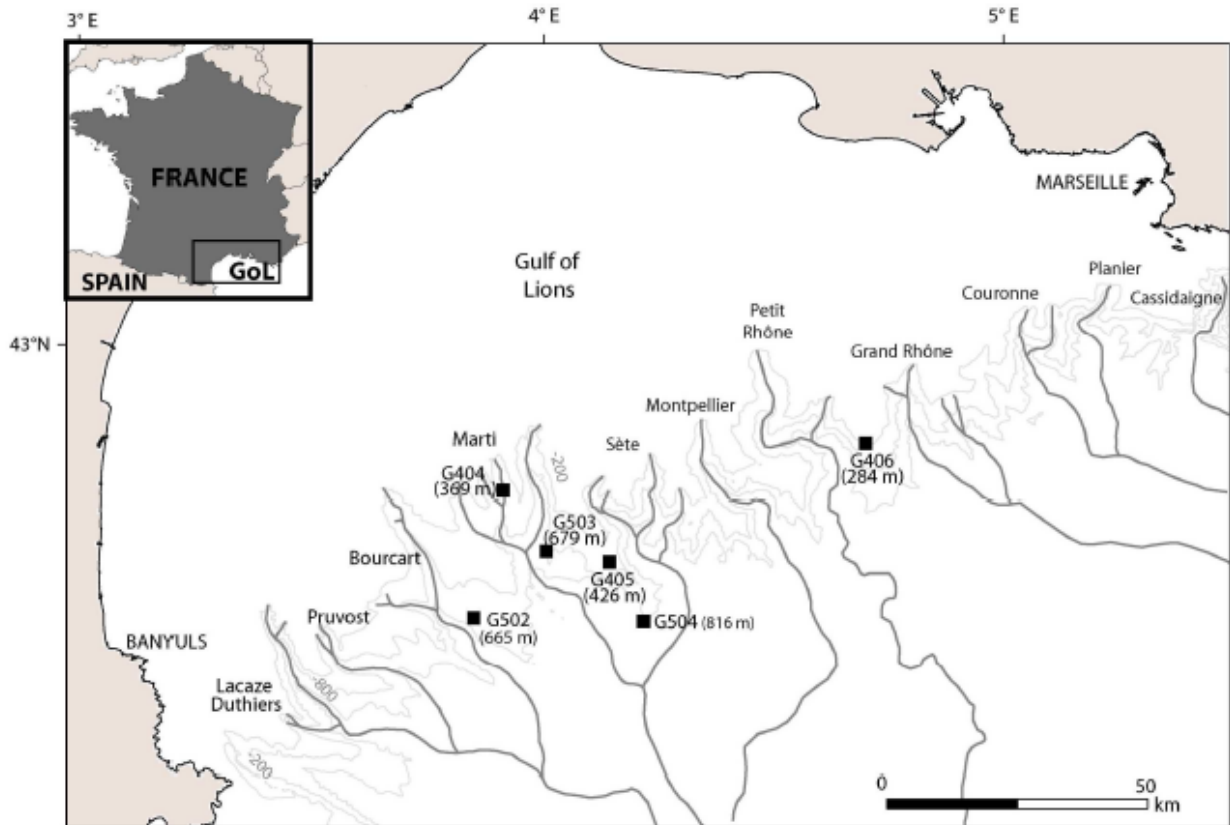 3° E
4° E
5° E
FRANCE
GoL
SPAIN
MARSEILLE
Gulf of
Lions
Planier
Cassidaigne
Couronne
Petit
Rhône
43°N
Grand Rhône
Montpellier
Marti
Sète
-200
G404
(369 m)
G406
(284 m)
G503
(679 m)
Bourcart
G405
(426 m)
Pruvost
G502
(665 m)
G504 (816 m)
BANY'ULS
Lacaze
Duthiers
-800
-200
0
50
km